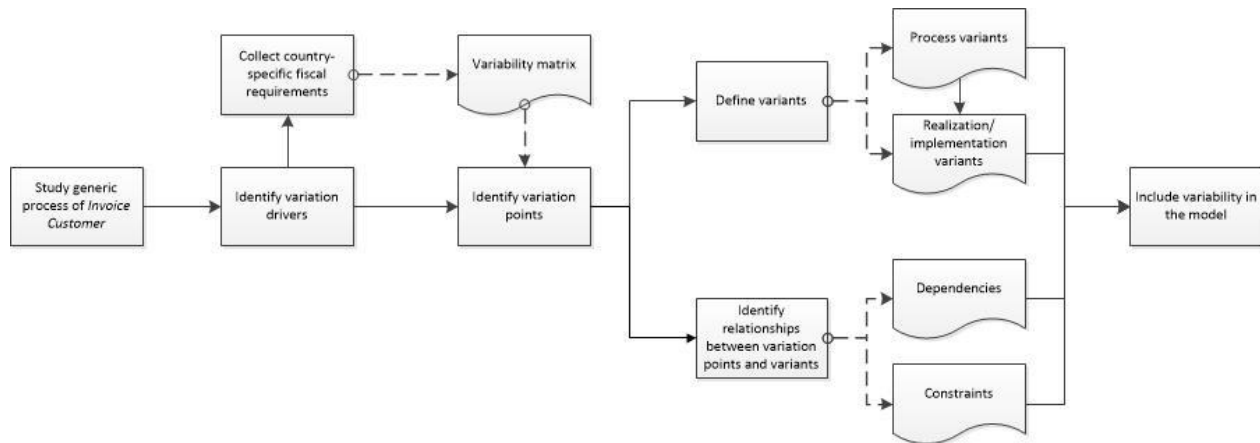 Collect country-
specific fiscal
requirements
Variability matrix
Process variants
Define variants
Realization/
implementation
variants
Study generic
process of Invoice
Customer
Identify variation
drivers
Identify variation
points
Include variability in
the model
Identify
relationships
between variation
points and variants
Dependencies
Constraints